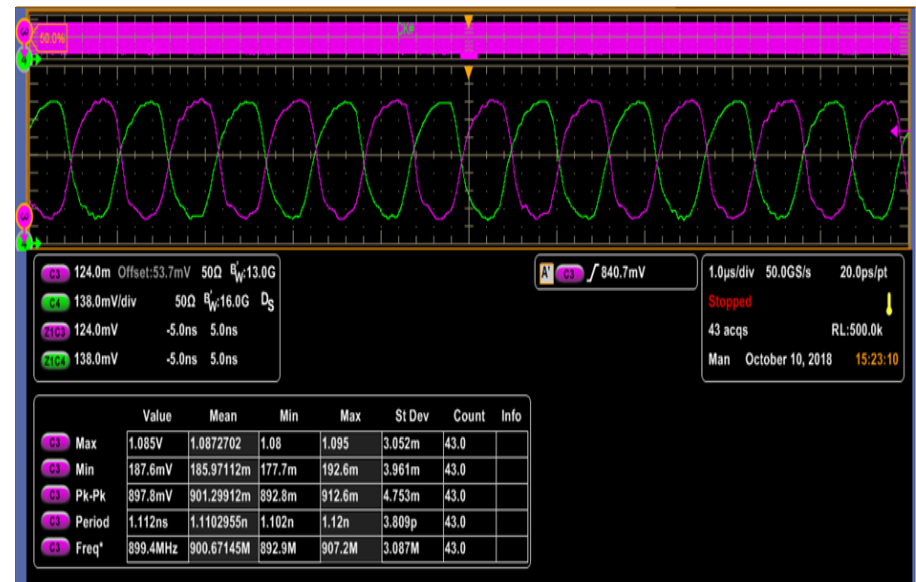 50.0%
CK#
C3 124.0m Offset:53.7mV 50Ω B'W:13.0G
C4 138.0mV/div 50Ω B'W:16.0G DS
Z1C3 124.0mV -5.0ns 5.0ns
Z1C4 138.0mV -5.0ns 5.0ns
A' C3 840.7mV
1.0µs/div 50.0GS/s 20.0ps/pt
Stopped
43 acqs RL:500.0k
Man October 10, 2018 15:23:10
Value Mean Min Max St Dev Count Info
C3 Max 1.085V 1.0872702 1.08 1.095 3.052m 43.0
C3 Min 187.6mV 185.97112m 177.7m 192.6m 3.961m 43.0
C3 Pk-Pk 897.8mV 901.29912m 892.8m 912.6m 4.753m 43.0
C3 Period 1.112ns 1.1102955n 1.102n 1.12n 3.809p 43.0
C3 Freq* 899.4MHz 900.67145M 892.9M 907.2M 3.087M 43.0